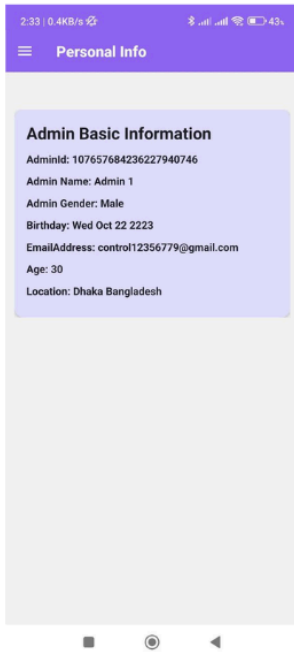 2:33 | 0.4KB/s
43
Personal Info
Admin Basic Information
AdminId: 107657684236227940746
Admin Name: Admin 1
Admin Gender: Male
Birthday: Wed Oct 22 2223
EmailAddress: control12356779@gmail.com
Age: 30
Location: Dhaka Bangladesh